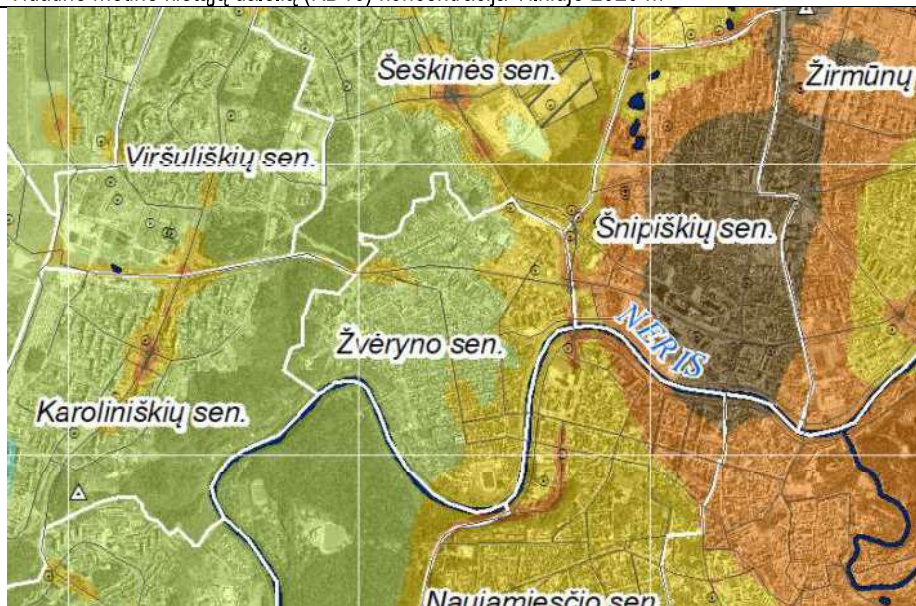 Šeškinės sen.
Žirmūnų
Viršuliškių sen.
Šnipiškių sen.
NERIS
Žvėryno sen.
Karoliniškių sen.
Naujamiesčio sen.